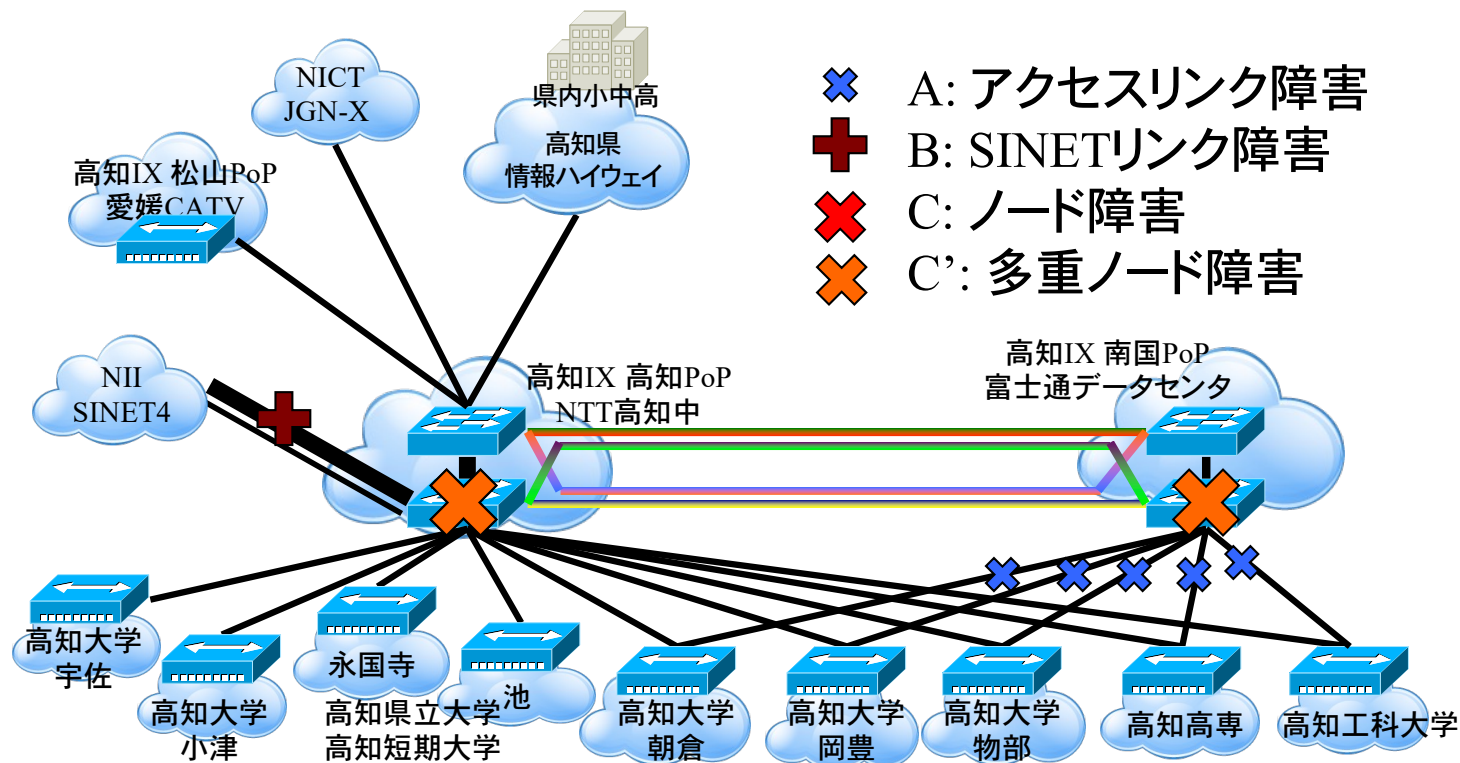 NICT
JGN-X
県内小中高
高知県
情報ハイウェイ
A: アクセスリンク障害
B: SINETリンク障害
C: ノード障害
C’: 多重ノード障害
高知IX 松山PoP
愛媛CATV
NII
SINET4
高知IX 高知PoP
NTT高知中
高知IX 南国PoP
富士通データセンタ
高知大学
宇佐
高知大学
小津
永国寺
池
高知県立大学
高知短期大学
高知大学
朝倉
高知大学
岡豊
高知大学
物部
高知高専
高知工科大学